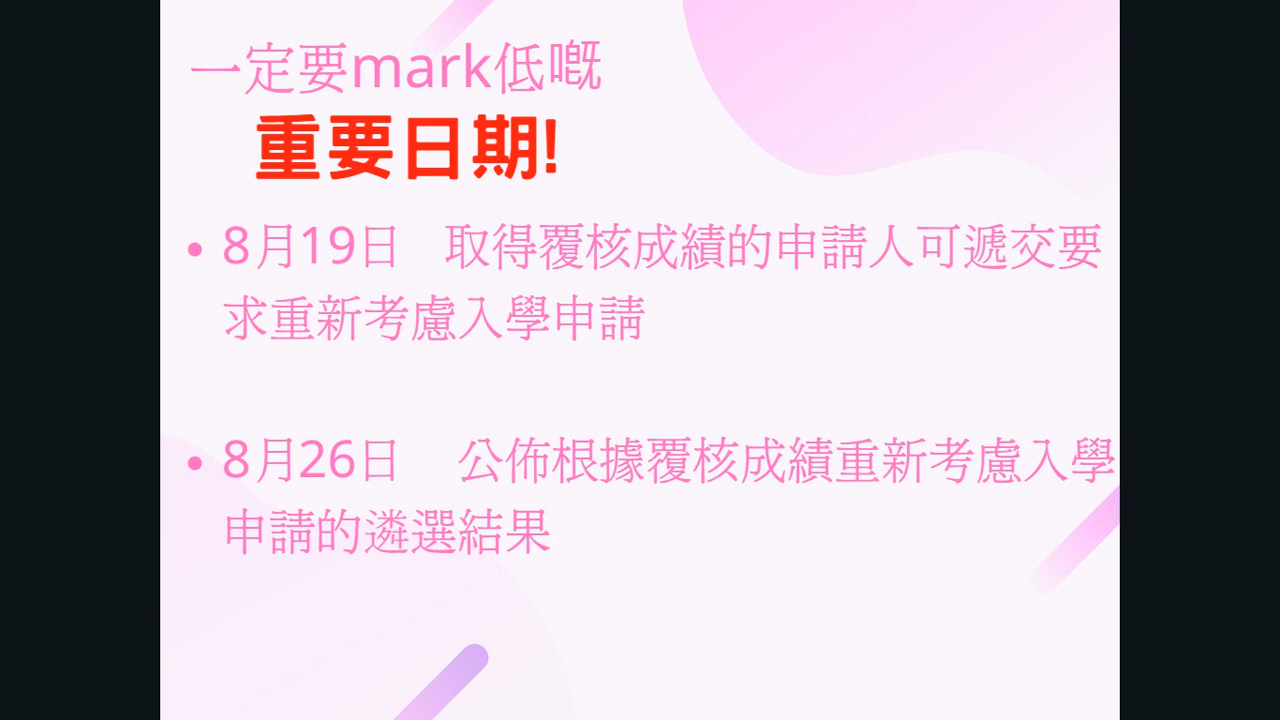 一定要mark低嘅
重要日期!
• 8月19日 取得覆核成績的申請人可遞交要
求重新考慮入學申請
• 8月26日 公佈根據覆核成績重新考慮入學
申請的遴選結果